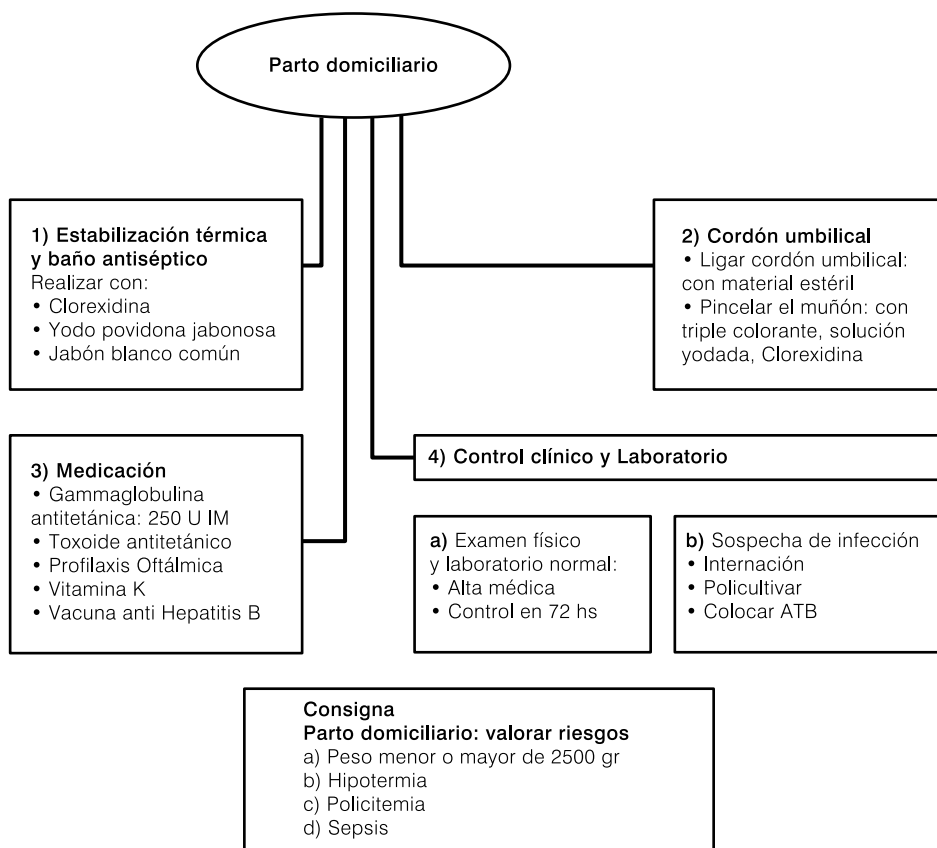 Parto domiciliario
1) Estabilización térmica
y baño antiséptico
Realizar con:
• Clorexidina
• Yodo povidona jabonosa
• Jabón blanco común
2) Cordón umbilical
• Ligar cordón umbilical:
con material estéril
• Pincelar el muñón: con
triple colorante, solución
yodada, Clorexidina
3) Medicación
• Gammaglobulina
antitetánica: 250 U IM
• Toxoide antitetánico
• Profilaxis Oftálmica
• Vitamina K
• Vacuna anti Hepatitis B
4) Control clínico y Laboratorio
a) Examen físico
y laboratorio normal:
• Alta médica
• Control en 72 hs
b) Sospecha de infección
• Internación
• Policultivar
• Colocar ATB
Consigna
Parto domiciliario: valorar riesgos
a) Peso menor o mayor de 2500 gr
b) Hipotermia
c) Policitemia
d) Sepsis